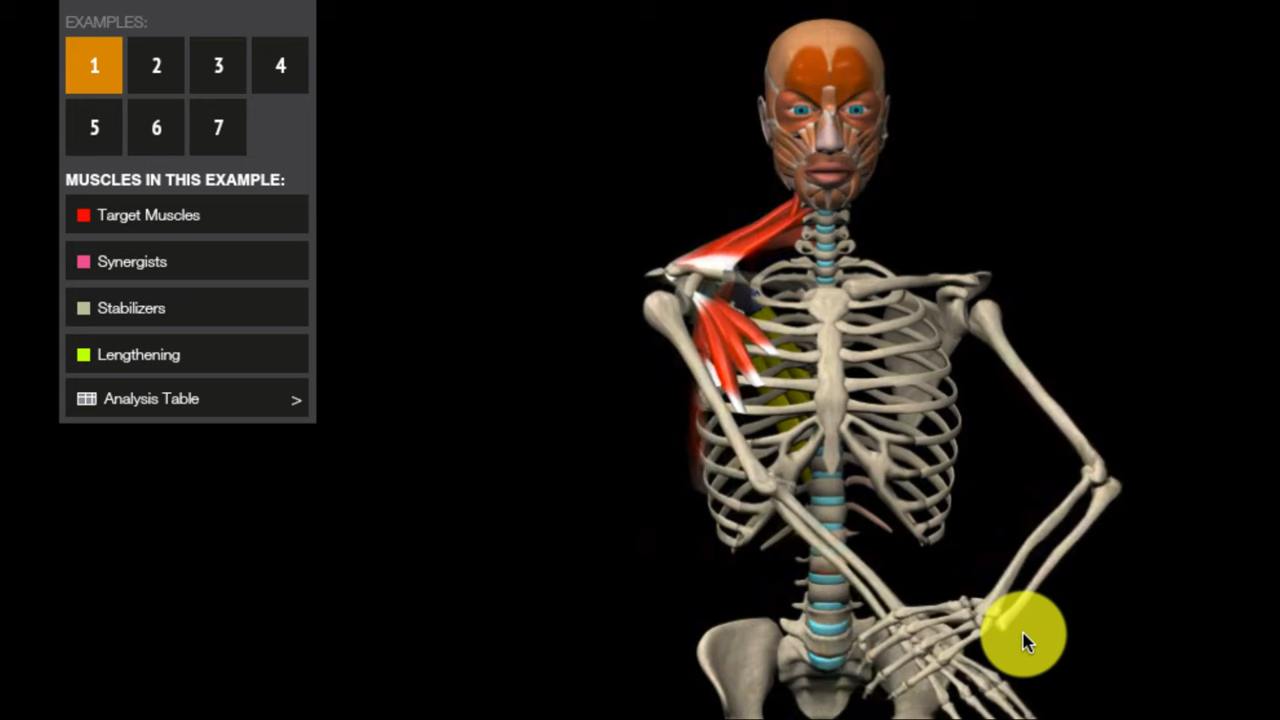 EXAMPLES:
1 2 3 4
5 6 7
MUSCLES IN THIS EXAMPLE:
Target Muscles
Synergists
Stabilizers
Lengthening
Analysis Table >